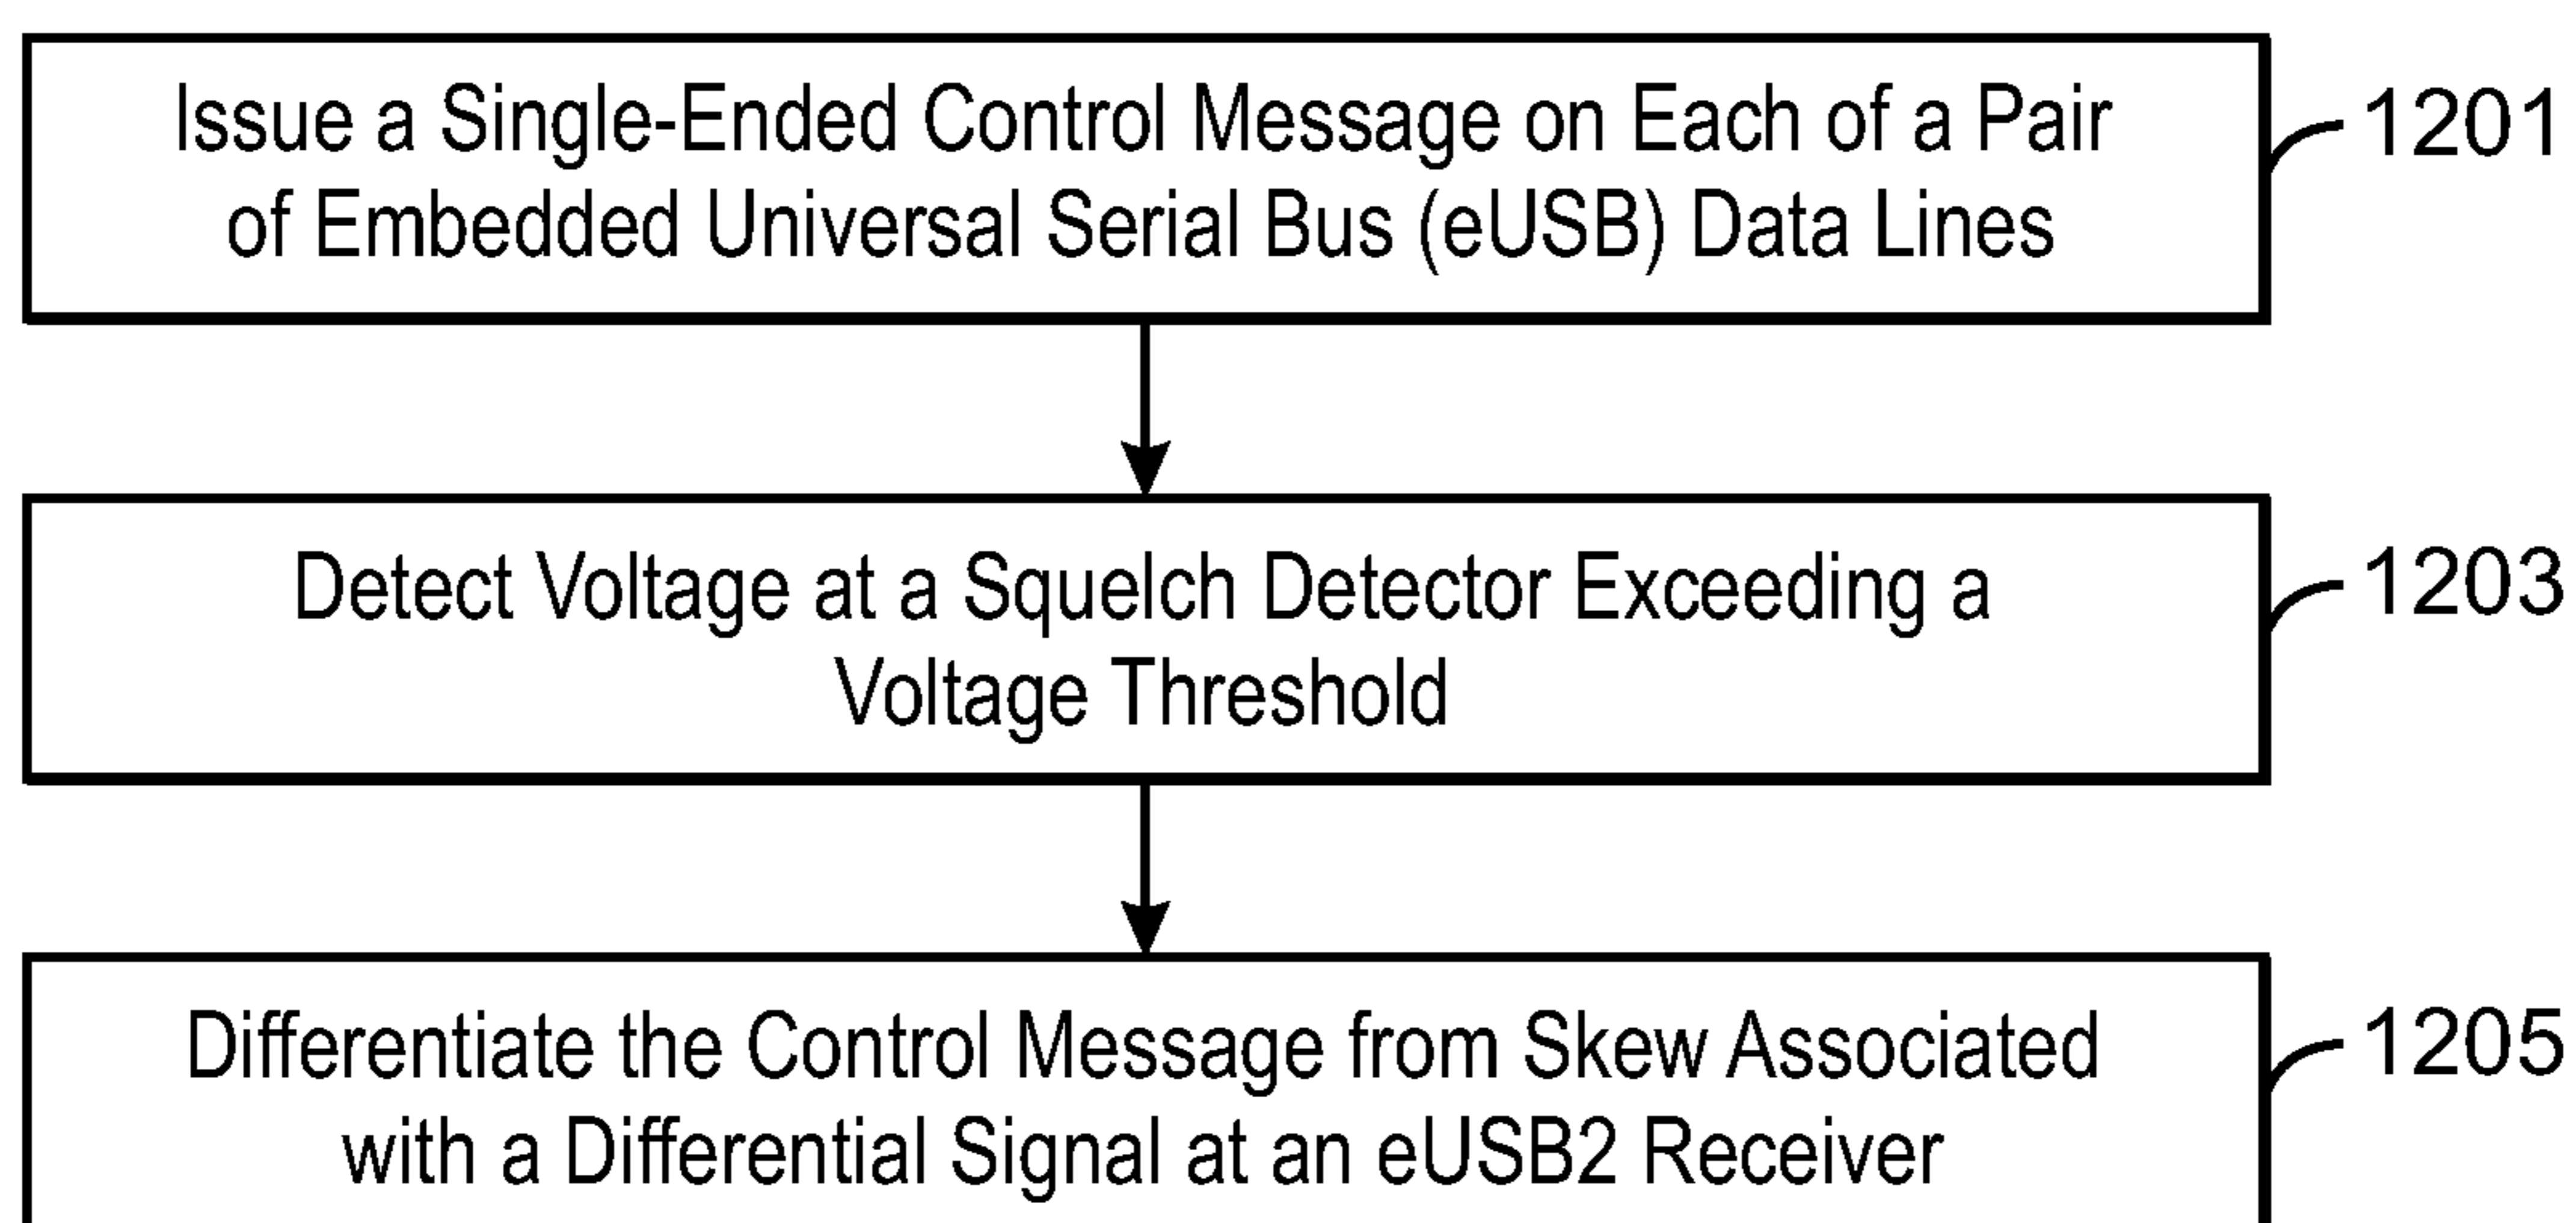 Issue a Single-Ended Control Message on Each of a Pair
of Embedded Universal Serial Bus (eUSB) Data Lines
1201
Detect Voltage at a Squelch Detector Exceeding a
Voltage Threshold
1203
Differentiate the Control Message from Skew Associated
with a Differential Signal at an eUSB2 Receiver
1205